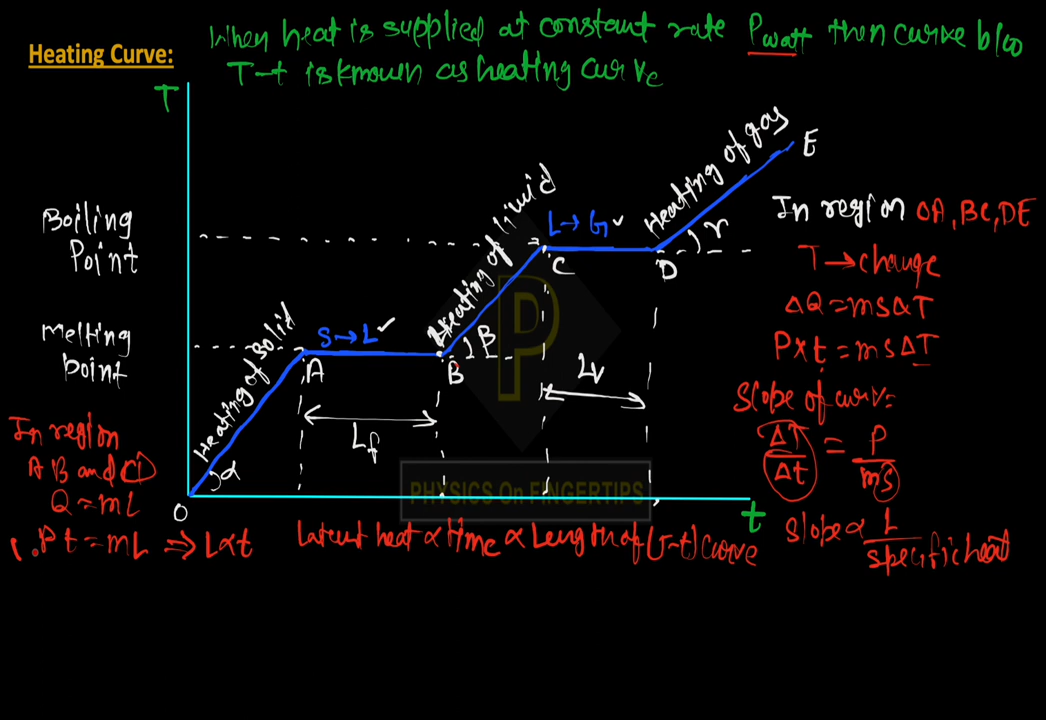 Heating Curve:
When heat is supplied at constant rate Pwatt then curve b/w
T-t is known as heating curve
T
E
Heating of gas
Boiling
Point
Heating of liquid
L→G ✓
C
D
r
In region OA, BC, DE
T → change
ΔQ = msΔT
P×t = msΔT
Melting
point
Heating of solid
S→L ✓
A
B
β
Lf
Lv
P
Slope of curve:
ΔT/Δt = P/ms
In region
AB and CD
Q = mL
Pt = mL ⇒ L∝t
α
O
t
PHYSICS On FINGERTIPS
Latent heat ∝ time ∝ Length of (T-t) curve
Slope ∝ 1/specific heat